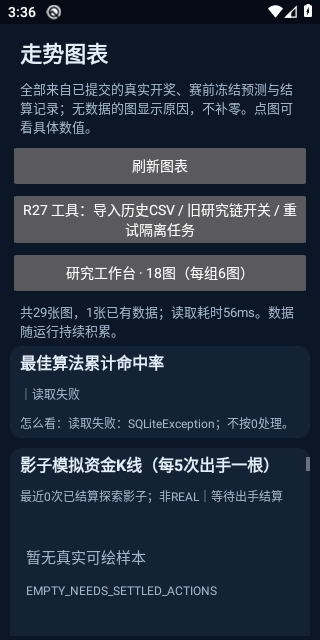 3:36
走势图表
全部来自已提交的真实开奖、赛前冻结预测与结
算记录；无数据的图显示原因，不补零。点图可
看具体数值。
刷新图表
R27 工具：导入历史CSV / 旧研究链开关 / 重
试隔离任务
研究工作台 · 18图（每组6图）
共29张图，1张已有数据；读取耗时56ms。数据
随运行持续积累。
最佳算法累计命中率
｜读取失败
怎么看：读取失败：SQLiteException；不按0处理。
影子模拟资金K线（每5次出手一根）
最近0次已结算探索影子；非REAL｜等待出手结算
暂无真实可绘样本
EMPTY_NEEDS_SETTLED_ACTIONS